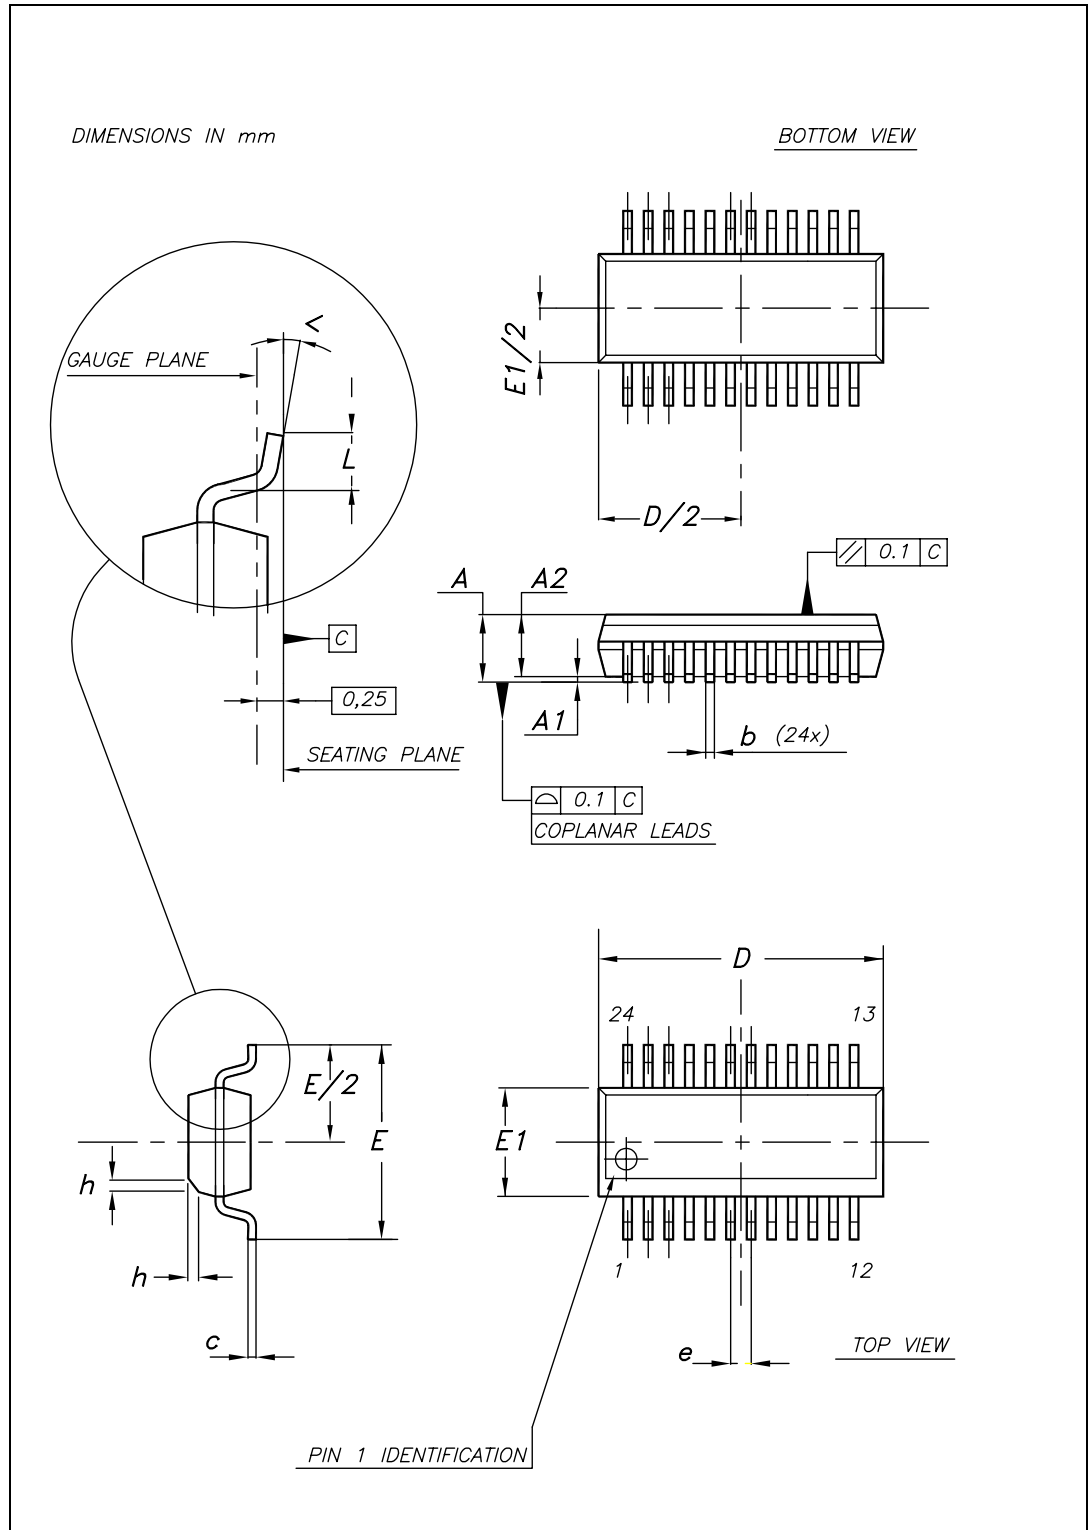 DIMENSIONS IN mm
BOTTOM VIEW
<
GAUGE PLANE
E1/2
L
D/2
A
A2
// 0.1 C
C
0,25
A1
b (24x)
SEATING PLANE
0.1 C
COPLANAR LEADS
D
24
13
E/2
E
E1
h
h
1
12
c
e
TOP VIEW
PIN 1 IDENTIFICATION